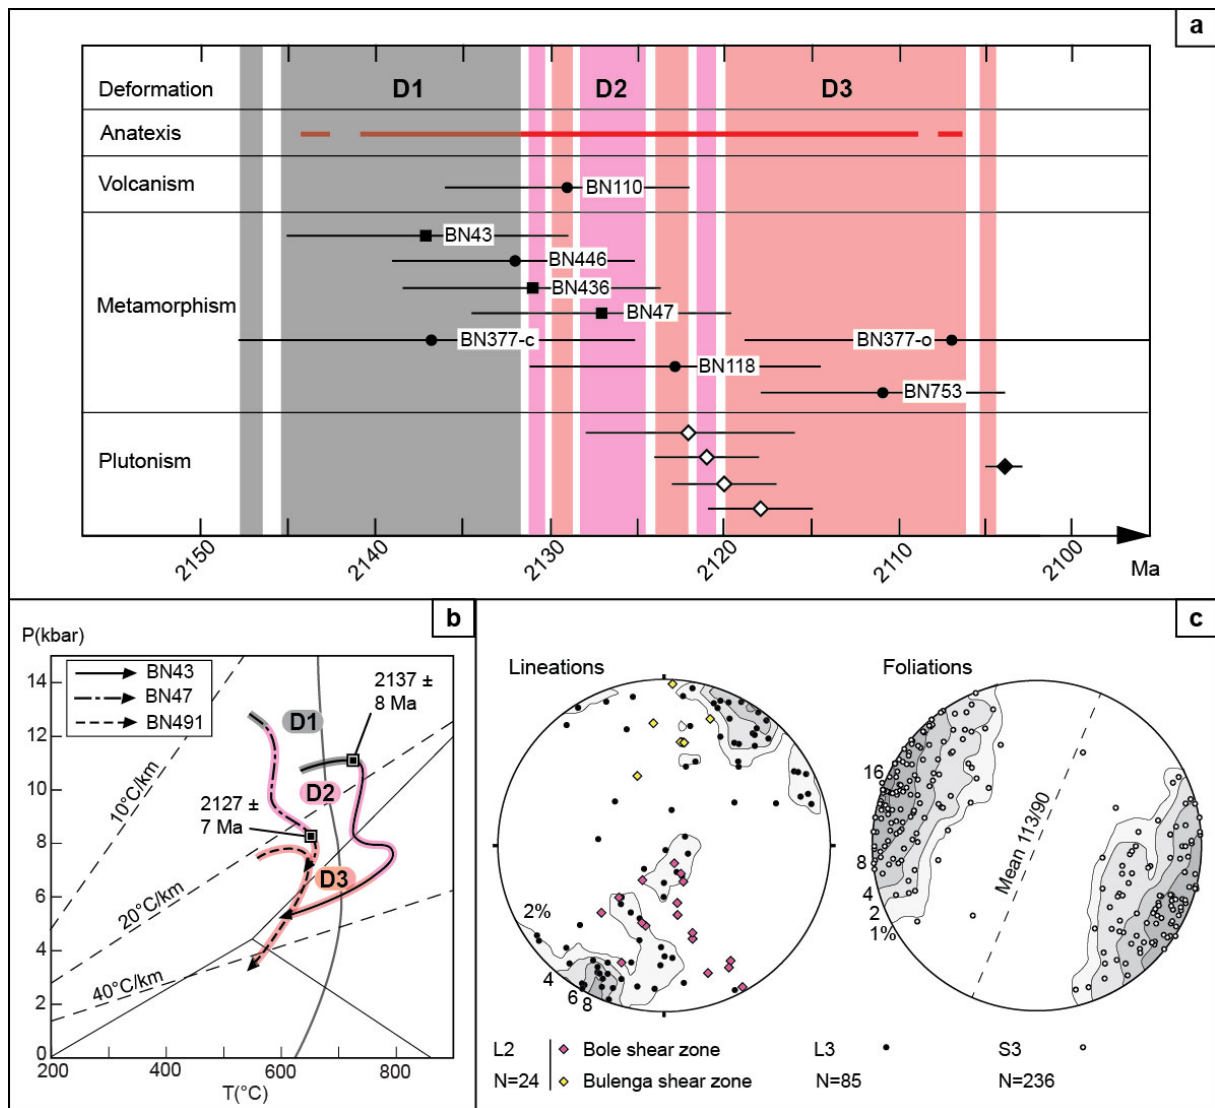 a
Deformation D1 D2 D3
Anatexis
Volcanism BN110
BN43
BN446
BN436
Metamorphism BN47
BN377-c BN377-o
BN118
BN753
Plutonism
2150 2140 2130 2120 2110 2100 Ma
b
P(kbar)
BN43
BN47
BN491
2137 ±
8 Ma
D1
D2
2127 ±
7 Ma
D3
10°C/km
20°C/km
40°C/km
14
12
10
8
6
4
2
0
200 400 600 800
T(°C)
c
Lineations Foliations
2%
4
6
8
16
8
4
2
1%
Mean 113/90
L2 Bole shear zone L3 S3
N=24 Bulenga shear zone N=85 N=236